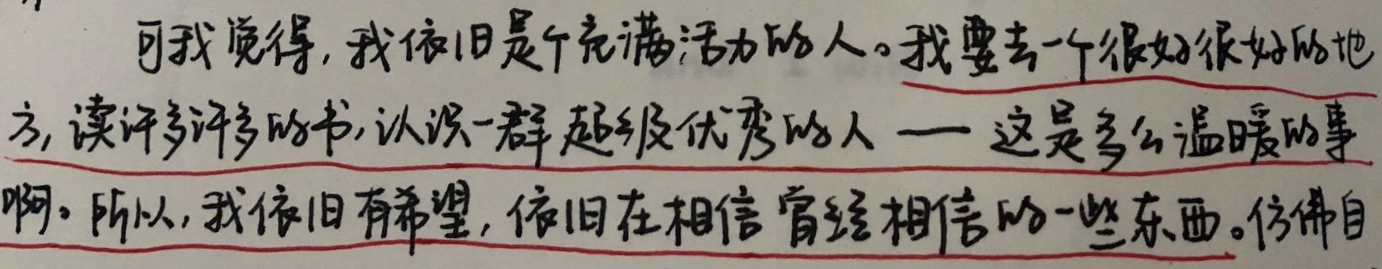 可我觉得,我依旧是个充满活力的人。我要去一个很好很好的地
方,读许多许多的书,认识一群超级优秀的人——这是多么温暖的事
啊。所以,我依旧有希望,依旧在相信曾经相信的一些东西。仿佛自